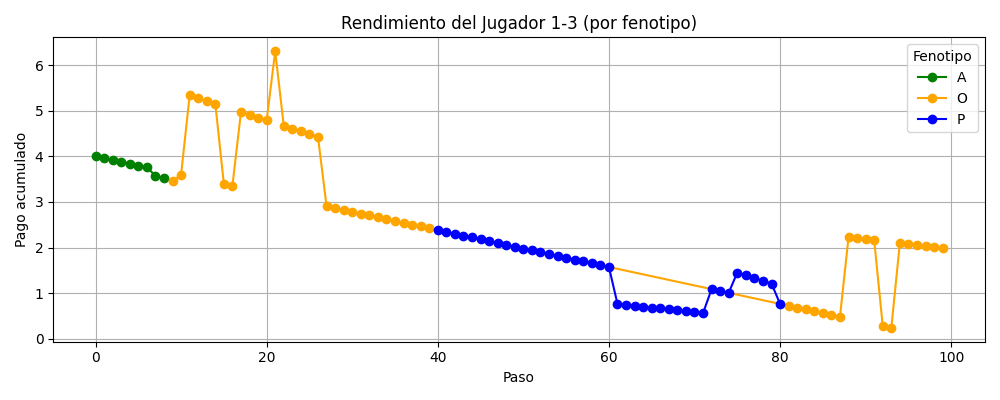 Rendimiento del Jugador 1-3 (por fenotipo)
Pago acumulado
6
5
4
3
2
1
0
Fenotipo
A
O
P
0 20 40 60 80 100
Paso